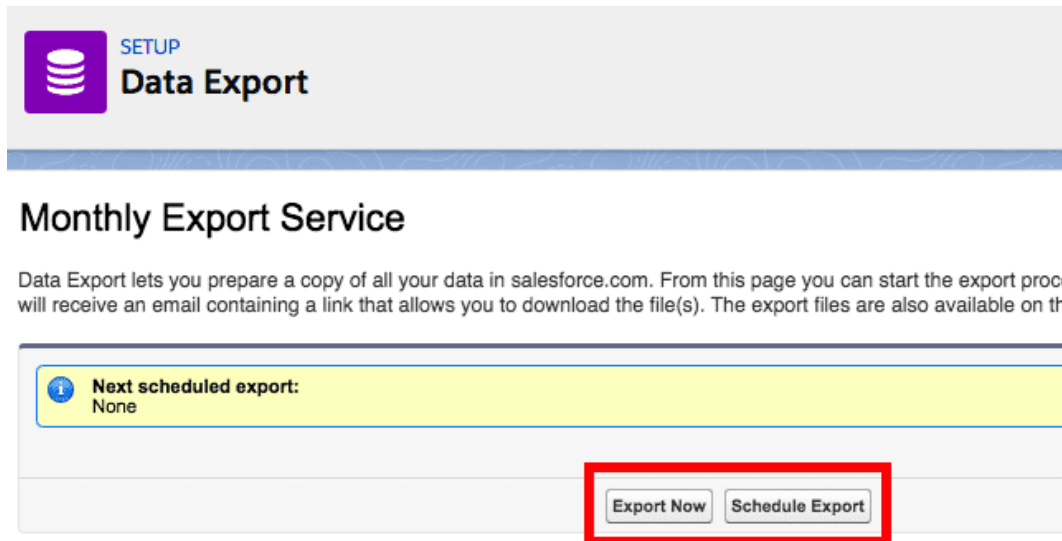 SETUP
Data Export
Monthly Export Service
Data Export lets you prepare a copy of all your data in salesforce.com. From this page you can start the export
will receive an email containing a link that allows you to download the file(s). The export files are also available on
Next scheduled export:
None
Export Now Schedule Export